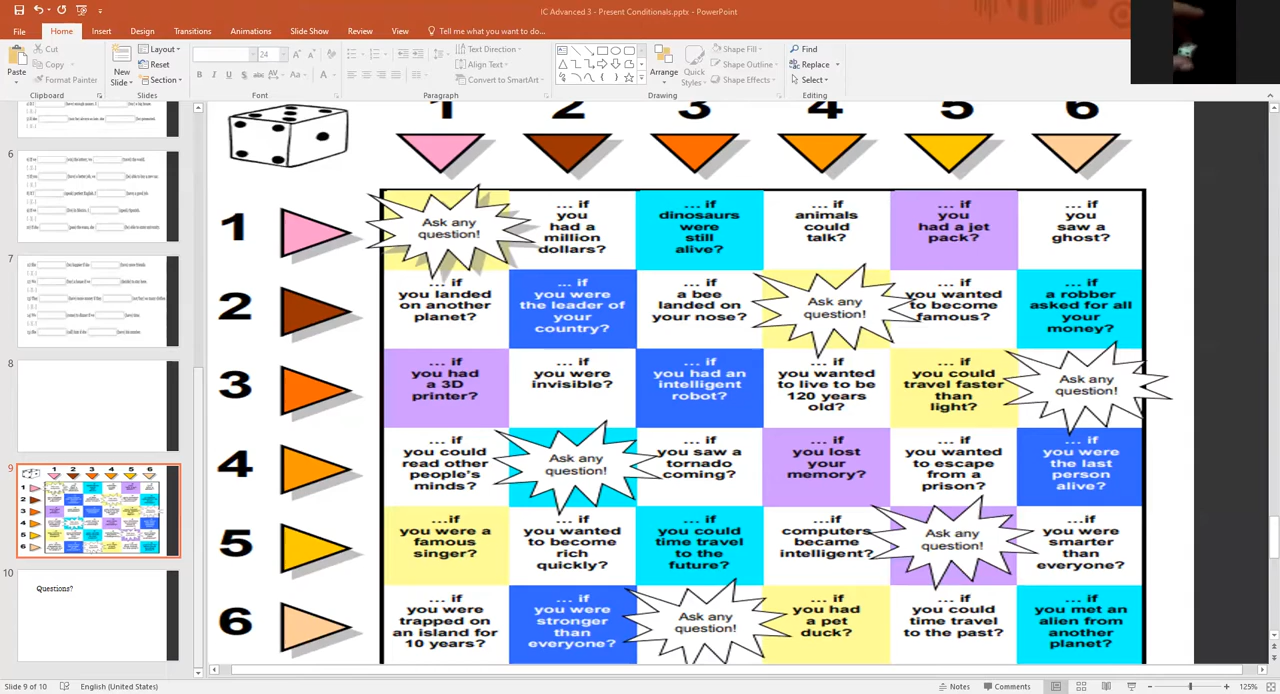 IC Advanced 3 - Present Conditionals.pptx - PowerPoint
File
Home
Insert
Design
Transitions
Animations
Slide Show
Review
View
Tell me what you want to do...
Paste
Cut
Copy
Format Painter
Clipboard
New
Slide
Layout
Reset
Section
Slides
24
B I U S abc AV Aa A
Font
Text Direction
Align Text
Convert to SmartArt
Paragraph
Arrange
Quick
Styles
Shape Fill
Shape Outline
Shape Effects
Drawing
Find
Replace
Select
Editing
6
7
8
9
10
Questions?
1 2 3 4 5 6
1
Ask any
question!
... if
you
had a
million
dollars?
... if
dinosaurs
were
still
alive?
... if
animals
could
talk?
... if
you
had a jet
pack?
... if
you
saw a
ghost?
2
... if
you landed
on another
planet?
... if
you were
the leader of
your
country?
... if
a bee
landed on
your nose?
Ask any
question!
... if
you wanted
to become
famous?
... if
a robber
asked for all
your
money?
3
... if
you had
a 3D
printer?
... if
you were
invisible?
... if
you had an
intelligent
robot?
... if
you wanted
to live to be
120 years
old?
... if
you could
travel faster
than
light?
Ask any
question!
4
... if
you could
read other
people's
minds?
Ask any
question!
... if
you saw a
tornado
coming?
... if
you lost
your
memory?
... if
you wanted
to escape
from a
prison?
... if
you were
the last
person
alive?
5
...if
you were a
famous
singer?
... if
you wanted
to become
rich
quickly?
... if
you could
time travel
to the
future?
...if
computers
became
intelligent?
Ask any
question!
...if
you were
smarter
than
everyone?
6
... if
you were
trapped on
an island for
10 years?
... if
you were
stronger
than
everyone?
Ask any
question!
... if
you had
a pet
duck?
... if
you could
time travel
to the past?
... if
you met an
alien from
another
planet?
Slide 9 of 10
English (United States)
Notes
Comments
125%